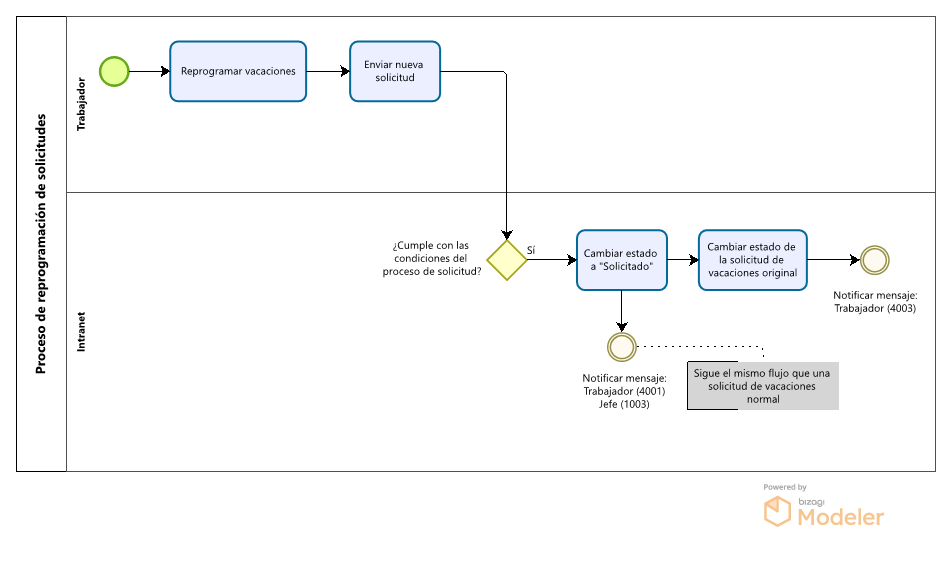 Proceso de reprogramación de solicitudes
Trabajador
Reprogramar vacaciones
Enviar nueva
solicitud
Intranet
¿Cumple con las
condiciones del
proceso de solicitud?
Sí
Cambiar estado
a "Solicitado"
Cambiar estado de
la solicitud de
vacaciones original
Notificar mensaje:
Trabajador (4003)
Notificar mensaje:
Trabajador (4001)
Jefe (1003)
Sigue el mismo flujo que una
solicitud de vacaciones
normal
Powered by
bizagi
Modeler